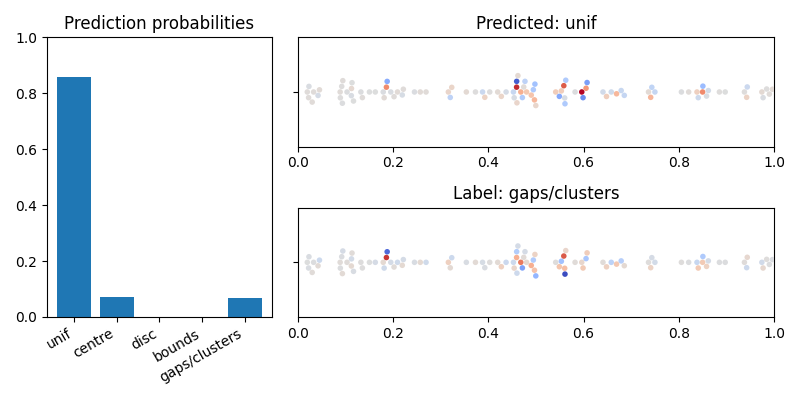 Prediction probabilities
1.0
0.8
0.6
0.4
0.2
0.0
unif
centre
disc
bounds
gaps/clusters
Predicted: unif
0.0 0.2 0.4 0.6 0.8 1.0
Label: gaps/clusters
0.0 0.2 0.4 0.6 0.8 1.0